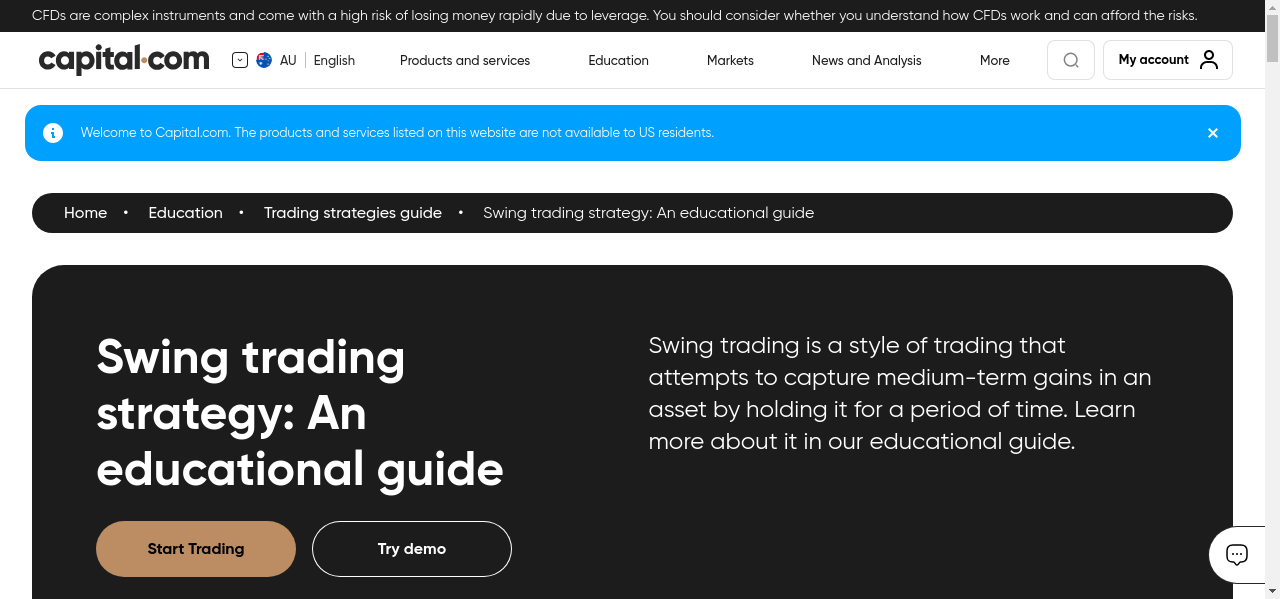 CFDs are complex instruments and come with a high risk of losing money rapidly due to leverage. You should consider whether you understand how CFDs work and can afford the risks.
capital.com
AU English Products and services Education Markets News and Analysis More My account
Welcome to Capital.com. The products and services listed on this website are not available to US residents.
Home • Education • Trading strategies guide • Swing trading strategy: An educational guide
Swing trading
strategy: An
educational guide
Swing trading is a style of trading that
attempts to capture medium-term gains in an
asset by holding it for a period of time. Learn
more about it in our educational guide.
Start Trading Try demo